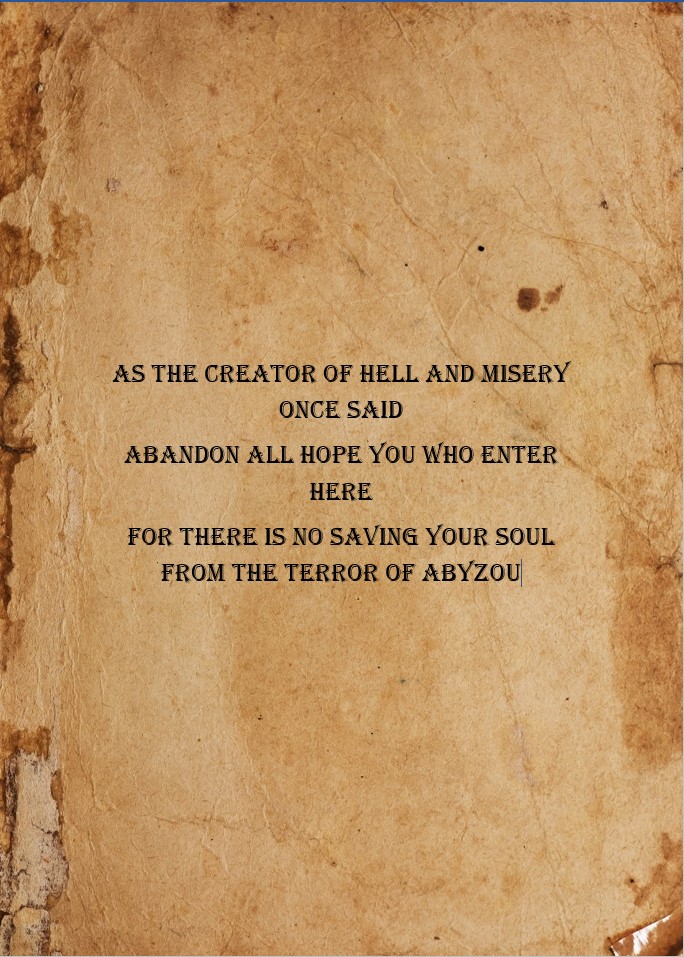 AS THE CREATOR OF HELL AND MISERY
ONCE SAID
ABANDON ALL HOPE YOU WHO ENTER
HERE
FOR THERE IS NO SAVING YOUR SOUL
FROM THE TERROR OF ABYZOU